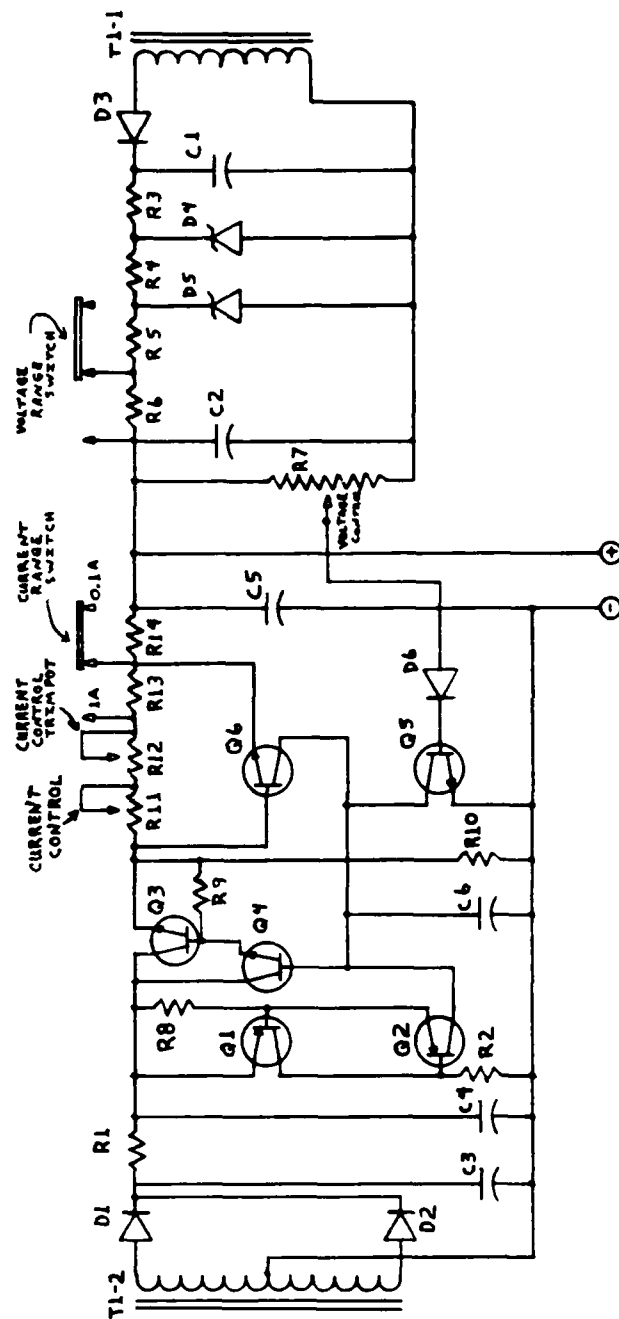 T1-1
D3
C1
R3
D4
R4
D5
R5
VOLTAGE
RANGE
SWITCH
R6
C2
R7
VOLTAGE
CONTROL
CURRENT
RANGE
SWITCH
0.1A
+
-
C5
R14
CURRENT
CONTROL
TRIMPOT
1A
R13
D6
Q6
Q5
R12
CURRENT
CONTROL
R11
R10
R9
Q3
Q4
C6
R8
Q1
Q2
R2
R1
C4
C3
D1
D2
T1-2